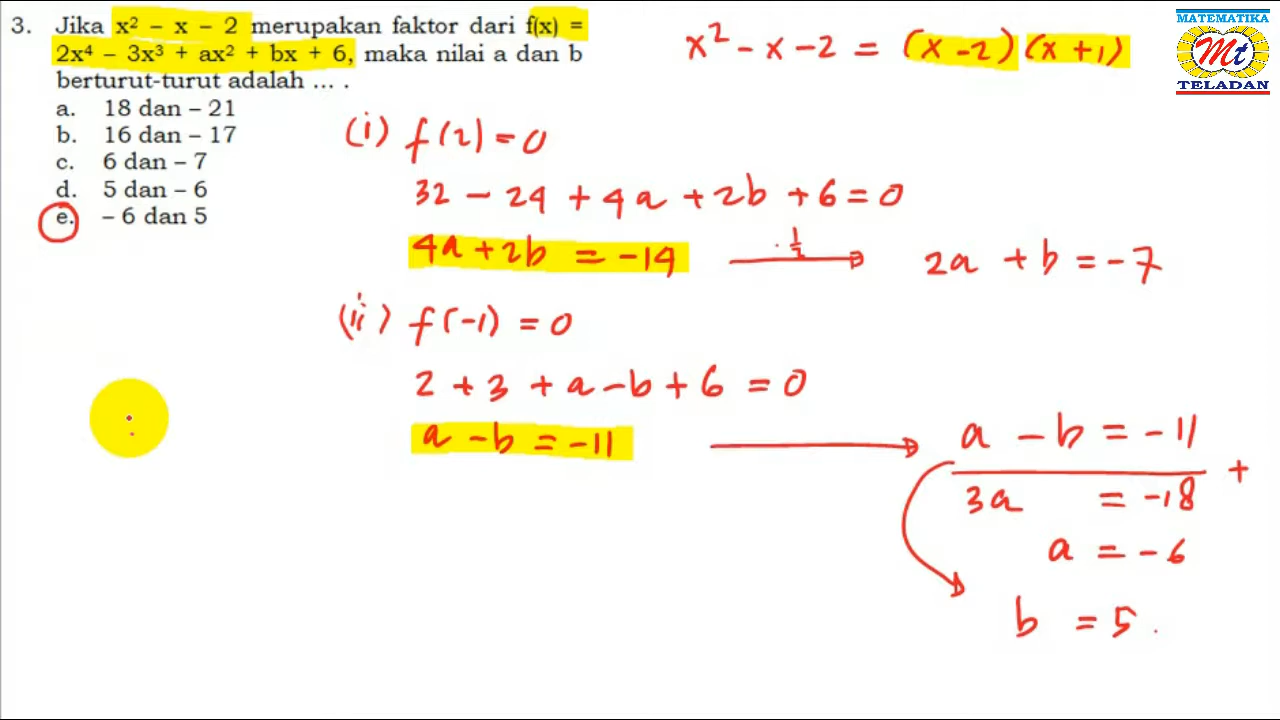 3. Jika x² – x – 2 merupakan faktor dari f(x) =
2x⁴ – 3x³ + ax² + bx + 6, maka nilai a dan b
berturut-turut adalah ... .
a. 18 dan – 21
b. 16 dan – 17
c. 6 dan – 7
d. 5 dan – 6
e. – 6 dan 5
x² - x - 2 = (x - 2) (x + 1)
MATEMATIKA
Mt
TELADAN
(i) f(2) = 0
32 - 24 + 4a + 2b + 6 = 0
4a + 2b = -14 · 1/2 2a + b = -7
(ii) f(-1) = 0
2 + 3 + a - b + 6 = 0
a - b = -11 a - b = -11
+
3a = -18
a = -6
b = 5.